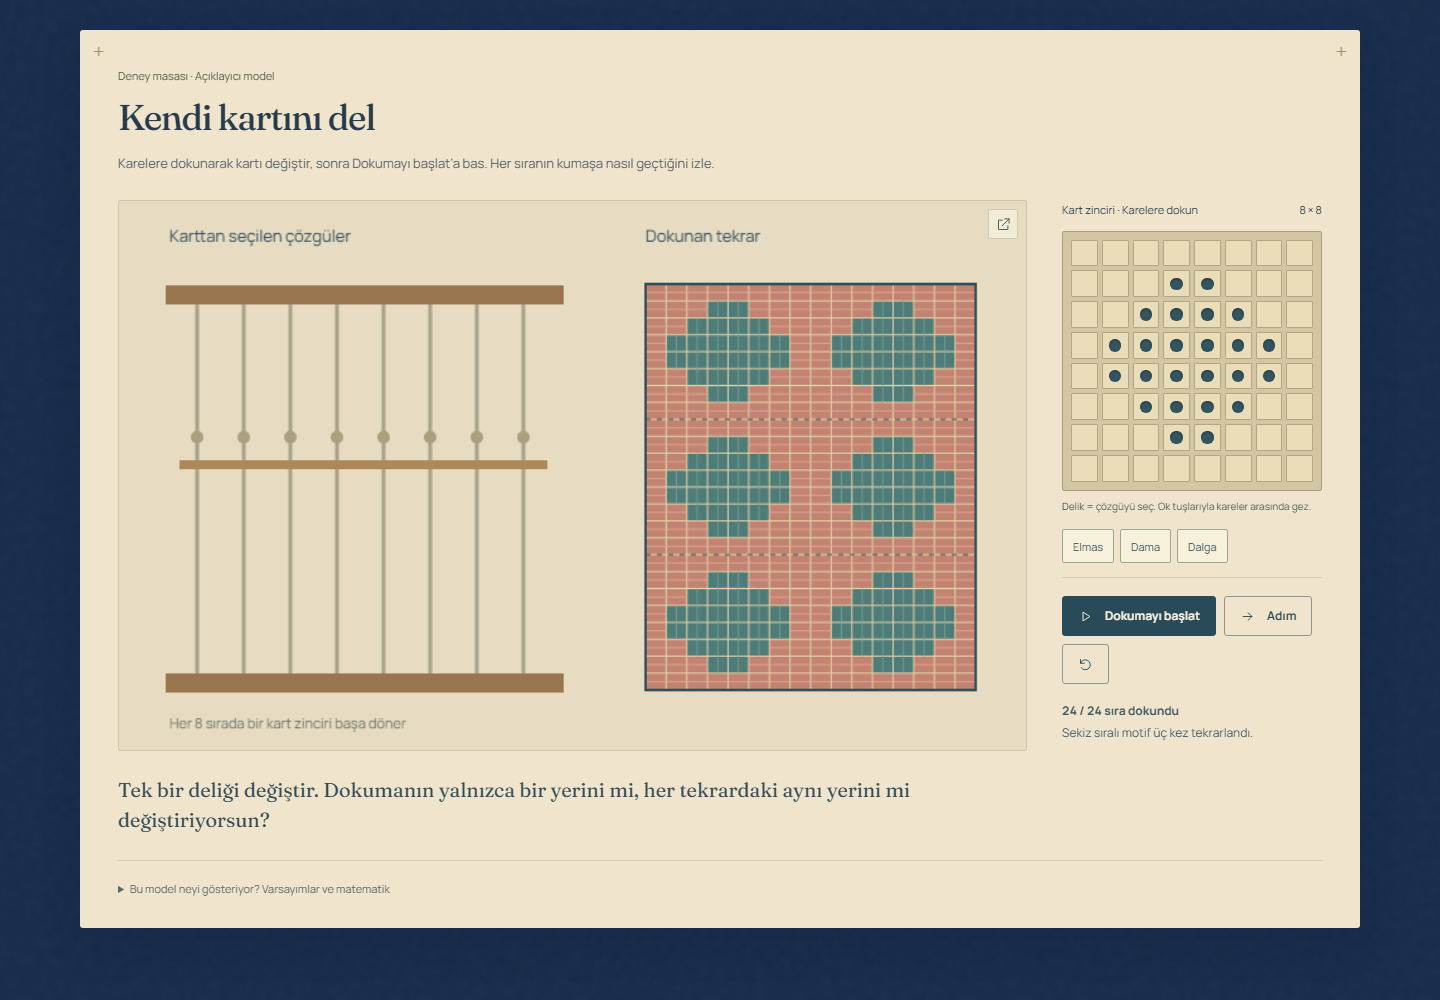 Deney masası · Açıklayıcı model
Kendi kartını del
Karelere dokunarak kartı değiştir, sonra Dokumayı başlat'a bas. Her sıranın kumaşa nasıl geçtiğini izle.
Karttan seçilen çözgüler
Dokunan tekrar
Her 8 sırada bir kart zinciri başa döner
Kart zinciri · Karelere dokun
8 × 8
Delik = çözgüyü seç. Ok tuşlarıyla kareler arasında gez.
Elmas
Dama
Dalga
Dokumayı başlat
Adım
24 / 24 sıra dokundu
Sekiz sıralı motif üç kez tekrarlandı.
Tek bir deliği değiştir. Dokumanın yalnızca bir yerini mi, her tekrardaki aynı yerini mi
değiştiriyorsun?
Bu model neyi gösteriyor? Varsayımlar ve matematik